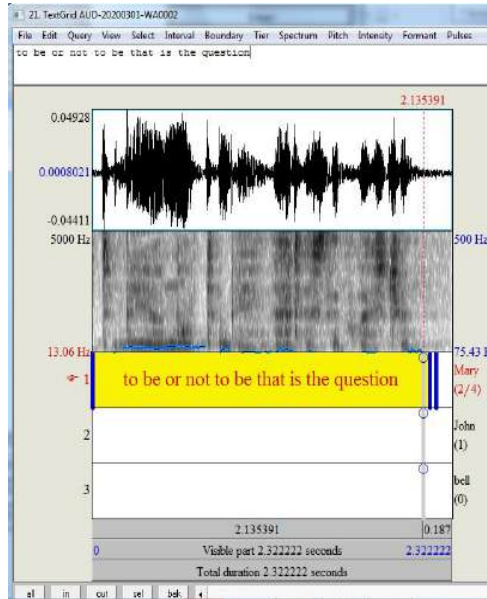 21. TextGrid AUD-20200301-WA0002
File Edit Query View Select Interval Boundary Tier Spectrum Pitch Intensity Formant Pulses
to be or not to be that is the question
2.135391
0.04928
0.0008021
-0.04411
5000 Hz
500 Hz
13.06 Hz
75.43 H
1
to be or not to be that is the question
Mary
(2/4)
2
John
(1)
3
bell
(0)
2.135391 0.187
0 Visible part 2.322222 seconds 2.322222
Total duration 2.322222 seconds
all in out sel bak